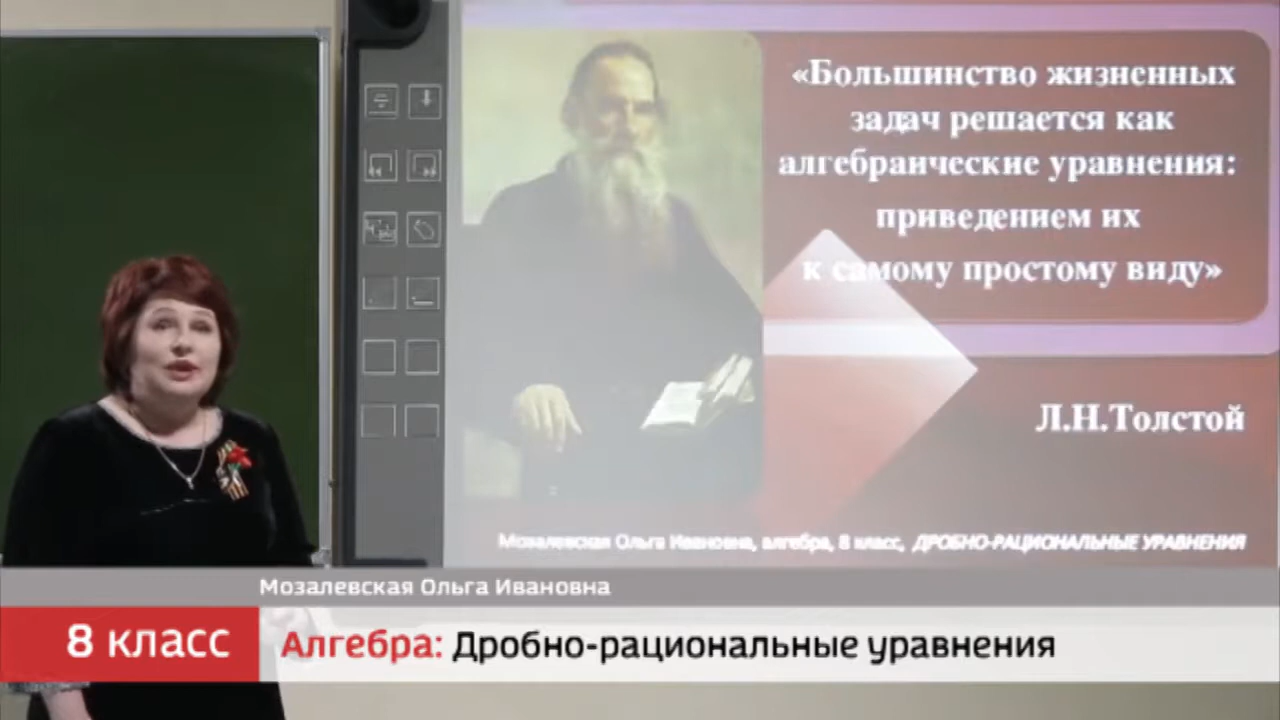 «Большинство жизненных
задач решается как
алгебраические уравнения:
приведением их
к самому простому виду»
Л.Н.Толстой
Мозалевская Ольга Ивановна, алгебра, 8 класс, ДРОБНО-РАЦИОНАЛЬНЫЕ УРАВНЕНИЯ
Мозалевская Ольга Ивановна
8 класс
Алгебра: Дробно-рациональные уравнения